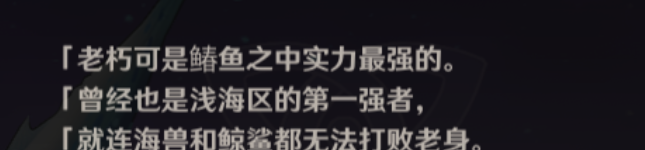 「老朽可是鰆鱼之中实力最强的。
「曾经也是浅海区的第一强者，
「就连海兽和鲸鲨都无法打败老身。